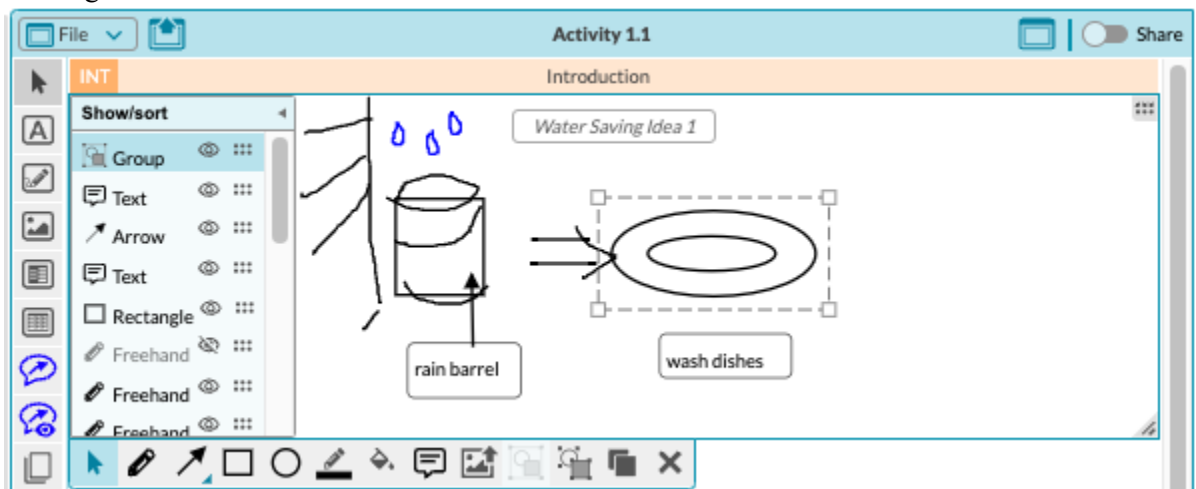 File
Activity 1.1
Share
INT
Introduction
Show/sort
Group
Text
Arrow
Text
Rectangle
Freehand
Freehand
Freehand
Water Saving Idea 1
rain barrel
wash dishes
A